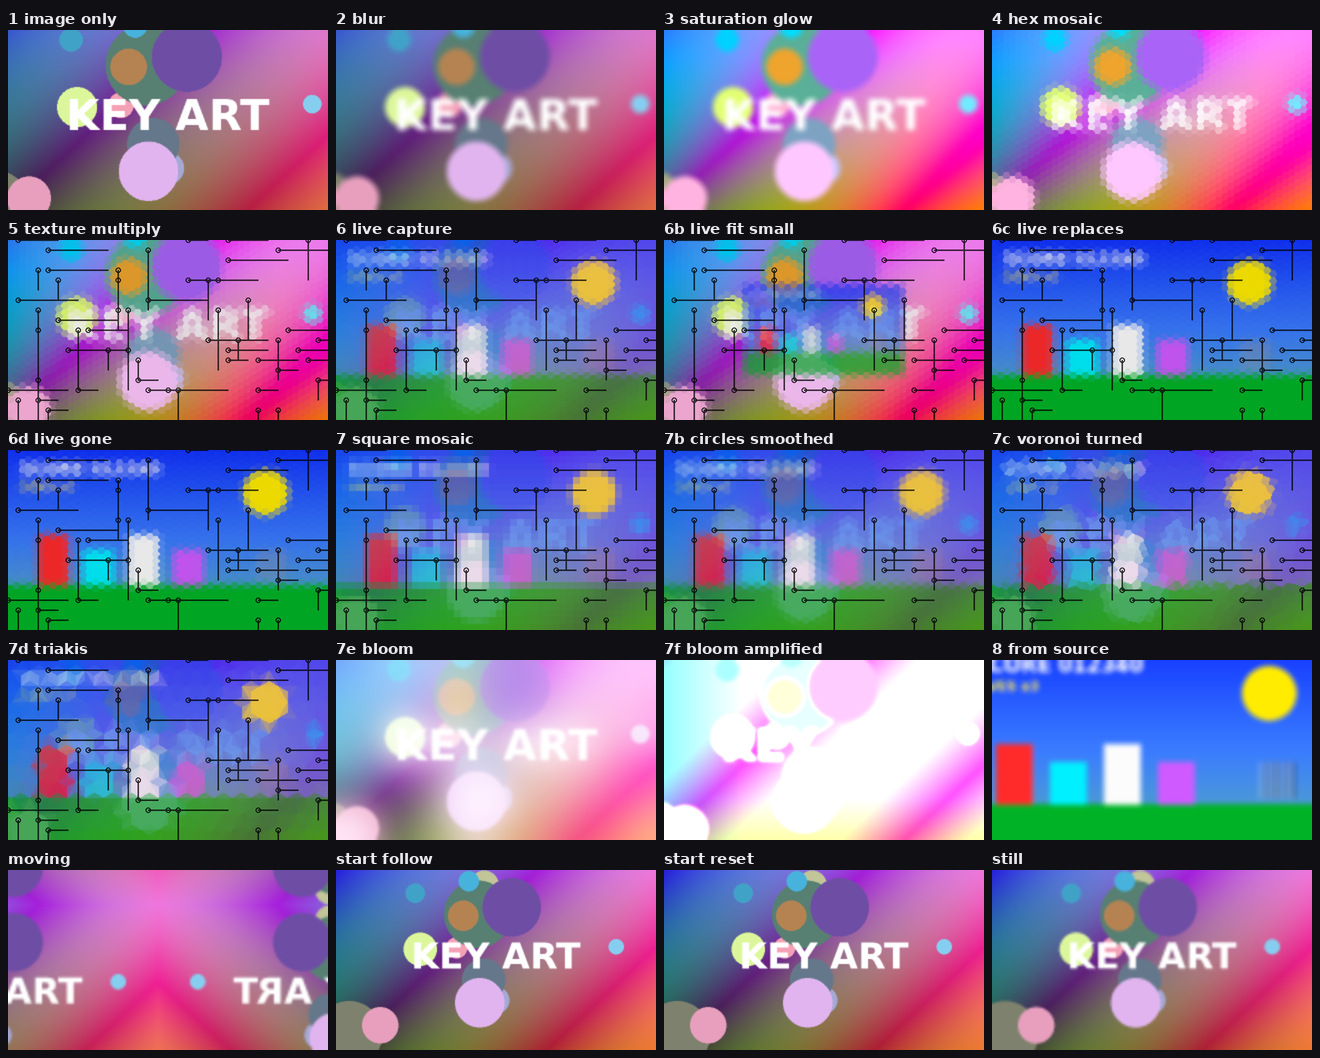 1 image only
2 blur
3 saturation glow
4 hex mosaic
KEY ART
KEY ART
KEY ART
KEY ART
5 texture multiply
6 live capture
6b live fit small
6c live replaces
6d live gone
7 square mosaic
7b circles smoothed
7c voronoi turned
7d triakis
7e bloom
7f bloom amplified
8 from source
KEY ART
KEY
moving
start follow
start reset
still
ART
TRA
KEY ART
KEY ART
KEY ART